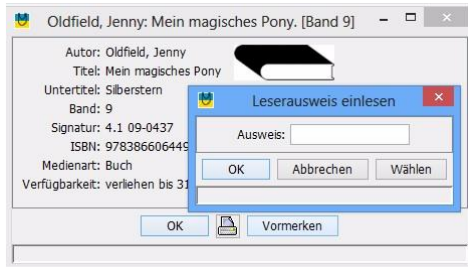 Oldfield, Jenny: Mein magisches Pony. [Band 9]
Autor: Oldfield, Jenny
Titel: Mein magisches Pony
Untertitel: Silberstern
Band: 9
Signatur: 4.1 09-0437
ISBN: 978386606449
Medienart: Buch
Verfügbarkeit: verliehen bis 31
Leserausweis einlesen
Ausweis:
OK Abbrechen Wählen
OK Vormerken